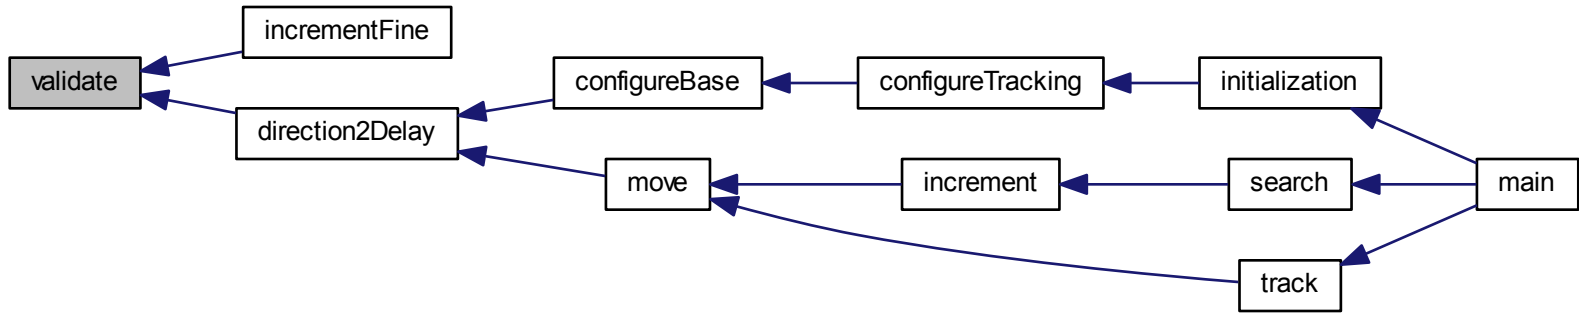 incrementFine
validate
configureBase
configureTracking
initialization
direction2Delay
move
increment
search
main
track